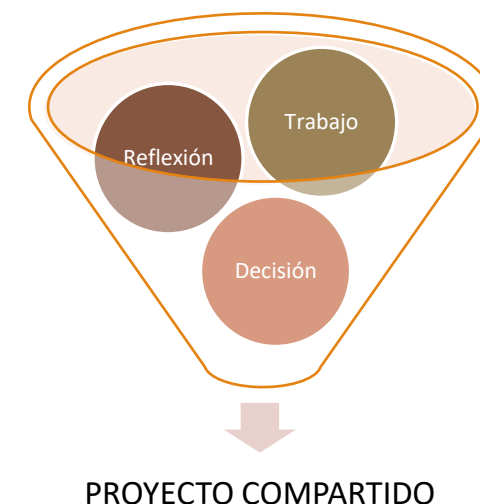 Trabajo
Reflexión
Decisión
PROYECTO COMPARTIDO